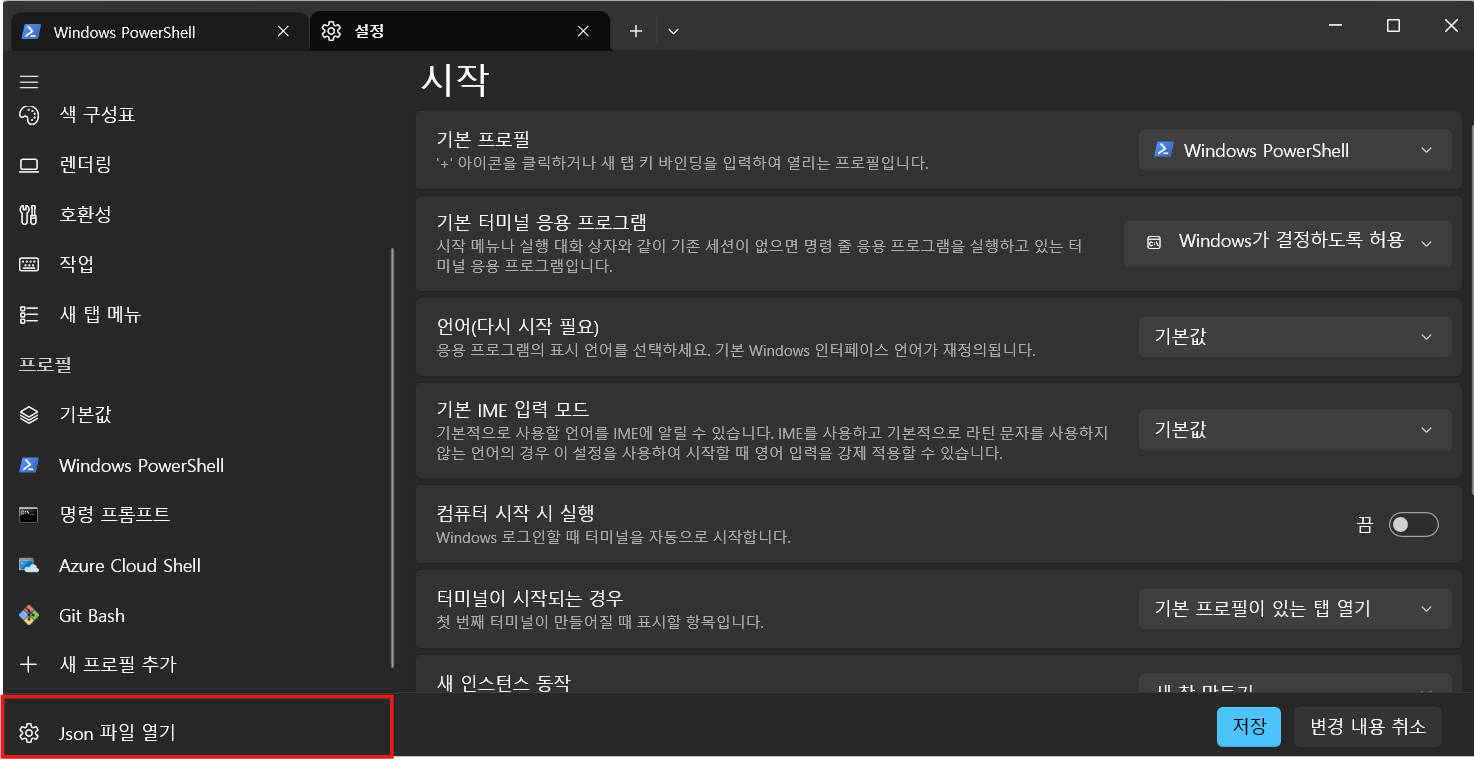 Windows PowerShell
설정
색 구성표
렌더링
호환성
작업
새 탭 메뉴
프로필
기본값
Windows PowerShell
명령 프롬프트
Azure Cloud Shell
Git Bash
새 프로필 추가
Json 파일 열기
시작
기본 프로필
'+' 아이콘을 클릭하거나 새 탭 키 바인딩을 입력하여 열리는 프로필입니다.
Windows PowerShell
기본 터미널 응용 프로그램
시작 메뉴나 실행 대화 상자와 같이 기존 세션이 없으면 명령 줄 응용 프로그램을 실행하고 있는 터
미널 응용 프로그램입니다.
Windows가 결정하도록 허용
언어(다시 시작 필요)
응용 프로그램의 표시 언어를 선택하세요. 기본 Windows 인터페이스 언어가 재정의됩니다.
기본값
기본 IME 입력 모드
기본적으로 사용할 언어를 IME에 알릴 수 있습니다. IME를 사용하고 기본적으로 라틴 문자를 사용하지
않는 언어의 경우 이 설정을 사용하여 시작할 때 영어 입력을 강제 적용할 수 있습니다.
기본값
컴퓨터 시작 시 실행
Windows 로그인할 때 터미널을 자동으로 시작합니다.
끔
터미널이 시작되는 경우
첫 번째 터미널이 만들어질 때 표시할 항목입니다.
기본 프로필이 있는 탭 열기
새 인스턴스 동작
새 창 만들기
저장
변경 내용 취소